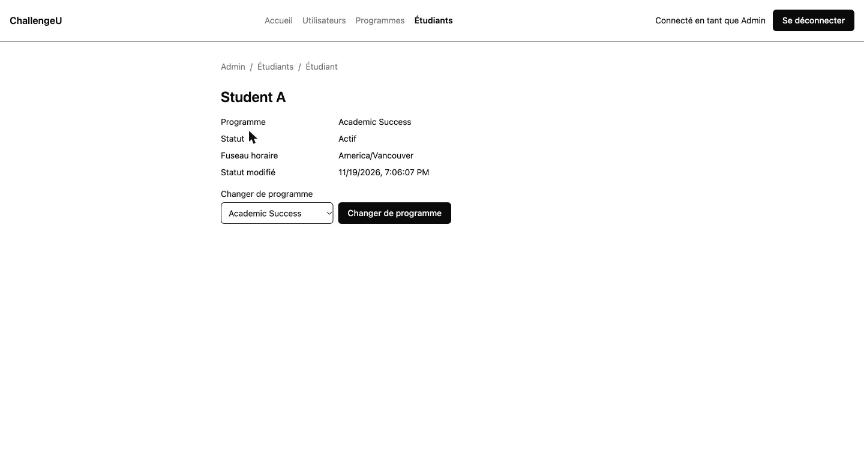 ChallengeU
Accueil Utilisateurs Programmes Étudiants
Connecté en tant que Admin Se déconnecter
Admin / Étudiants / Étudiant
Student A
Programme Academic Success
Statut Actif
Fuseau horaire America/Vancouver
Statut modifié 11/19/2026, 7:06:07 PM
Changer de programme
Academic Success Changer de programme